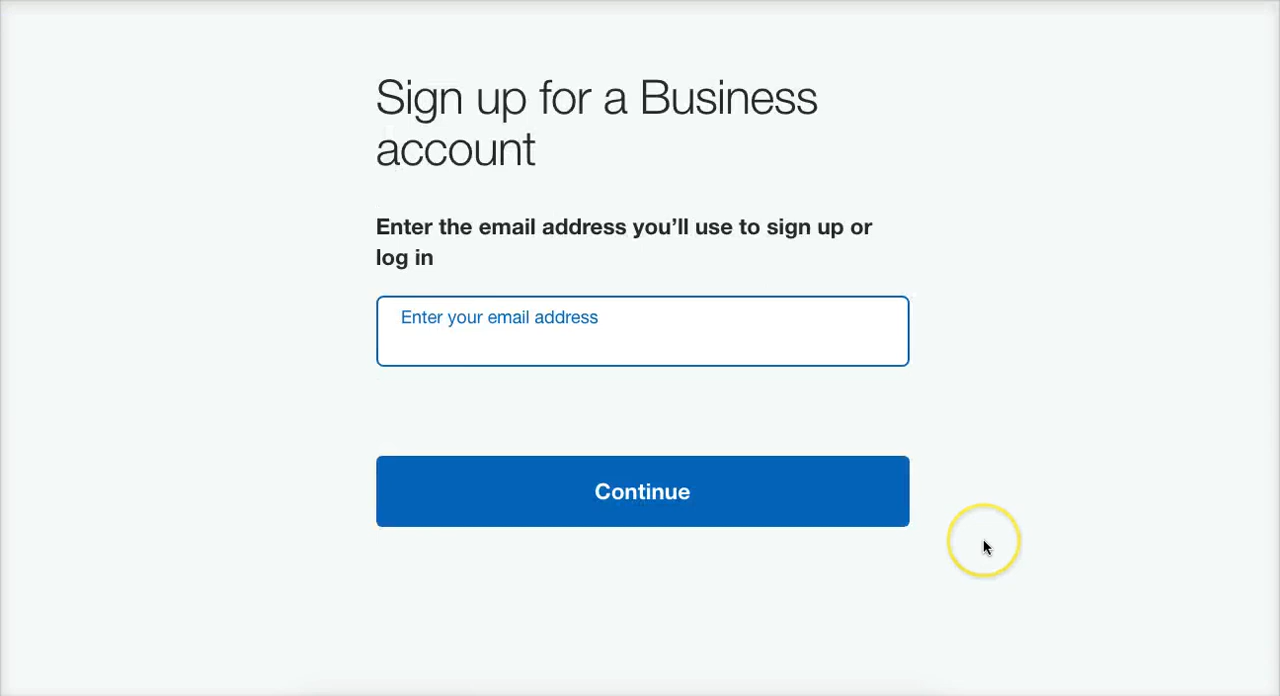 Sign up for a Business
account
Enter the email address you’ll use to sign up or
log in
Enter your email address
Continue